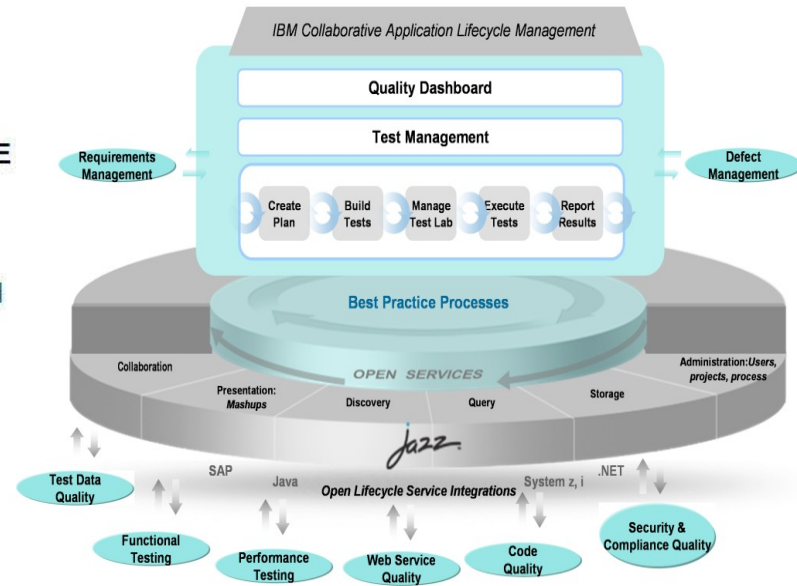 IBM Collaborative Application Lifecycle Management
Quality Dashboard
Test Management
E
Requirements
Management
Defect
Management
Create
Plan
Build
Tests
Manage
Test Lab
Execute
Tests
Report
Results
Best Practice Processes
OPEN SERVICES
Collaboration
Presentation:
Mashups
Discovery
Query
Storage
Administration:Users,
projects, process
jazz
SAP
Java
Open Lifecycle Service Integrations
System z, i
.NET
Test Data
Quality
Functional
Testing
Performance
Testing
Web Service
Quality
Code
Quality
Security &
Compliance Quality